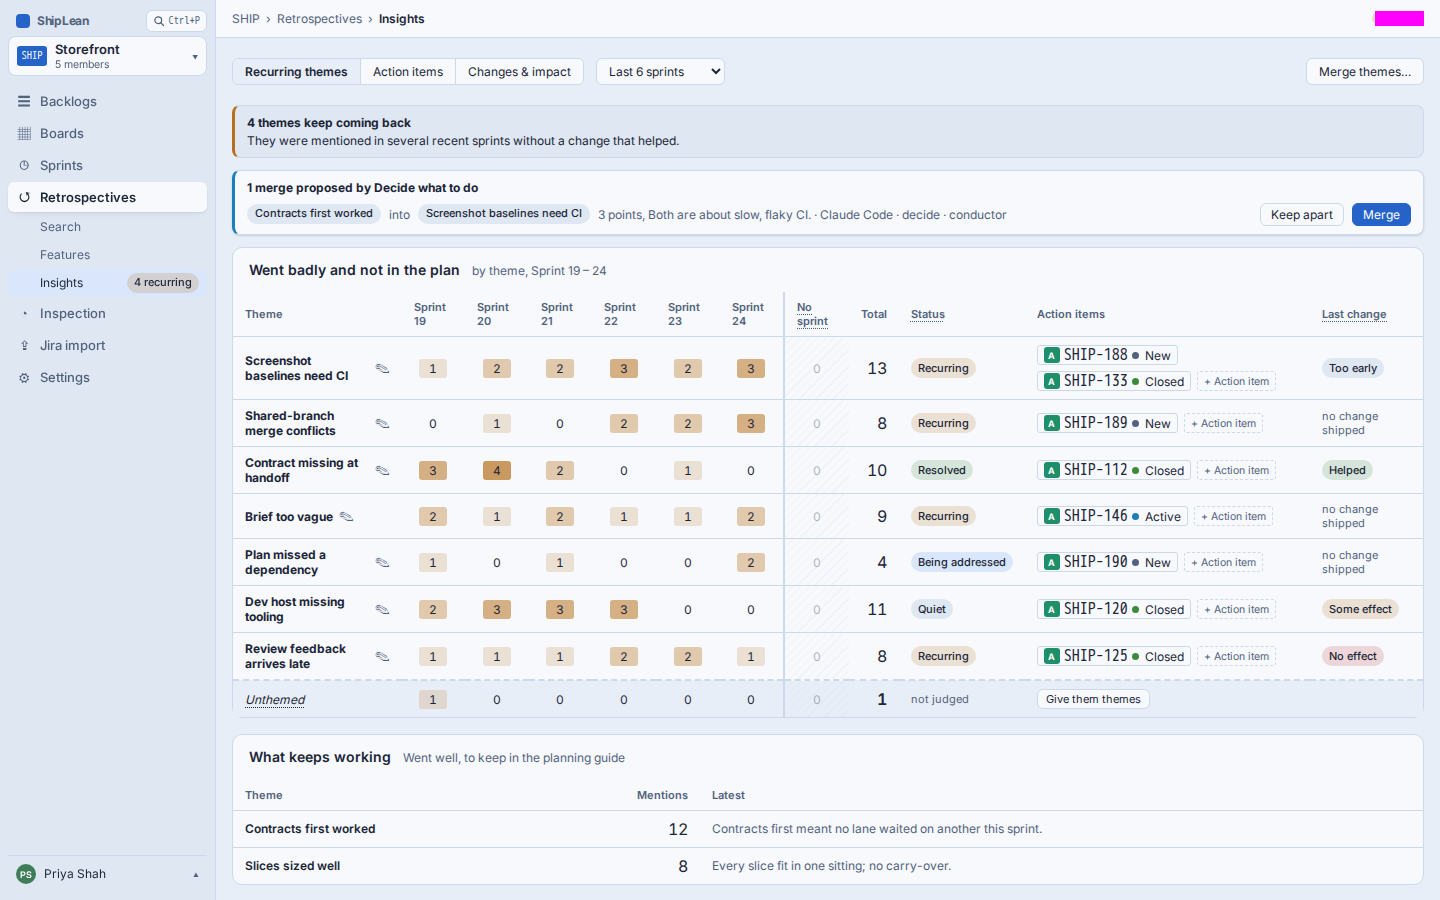 ShipLean
Ctrl+P
SHIP
Storefront
5 members
Backlogs
Boards
Sprints
Retrospectives
Search
Features
Insights
4 recurring
Inspection
Jira import
Settings
PS
Priya Shah
SHIP › Retrospectives › Insights
Recurring themes
Action items
Changes & impact
Last 6 sprints
Merge themes...
4 themes keep coming back
They were mentioned in several recent sprints without a change that helped.
1 merge proposed by Decide what to do
Contracts first worked into Screenshot baselines need CI 3 points, Both are about slow, flaky CI. · Claude Code · decide · conductor
Keep apart
Merge
Went badly and not in the plan by theme, Sprint 19 – 24
Theme Sprint 19 Sprint 20 Sprint 21 Sprint 22 Sprint 23 Sprint 24 No sprint Total Status Action items Last change
Screenshot baselines need CI 1 2 2 3 2 3 0 13 Recurring A SHIP-188 New Too early
A SHIP-133 Closed + Action item
Shared-branch merge conflicts 0 1 0 2 2 3 0 8 Recurring A SHIP-189 New + Action item no change shipped
Contract missing at handoff 3 4 2 0 1 0 0 10 Resolved A SHIP-112 Closed + Action item Helped
Brief too vague 2 1 2 1 1 2 0 9 Recurring A SHIP-146 Active + Action item no change shipped
Plan missed a dependency 1 0 1 0 0 2 0 4 Being addressed A SHIP-190 New + Action item no change shipped
Dev host missing tooling 2 3 3 3 0 0 0 11 Quiet A SHIP-120 Closed + Action item Some effect
Review feedback arrives late 1 1 1 2 2 1 0 8 Recurring A SHIP-125 Closed + Action item No effect
Unthemed 1 0 0 0 0 0 0 1 not judged Give them themes
What keeps working Went well, to keep in the planning guide
Theme Mentions Latest
Contracts first worked 12 Contracts first meant no lane waited on another this sprint.
Slices sized well 8 Every slice fit in one sitting; no carry-over.